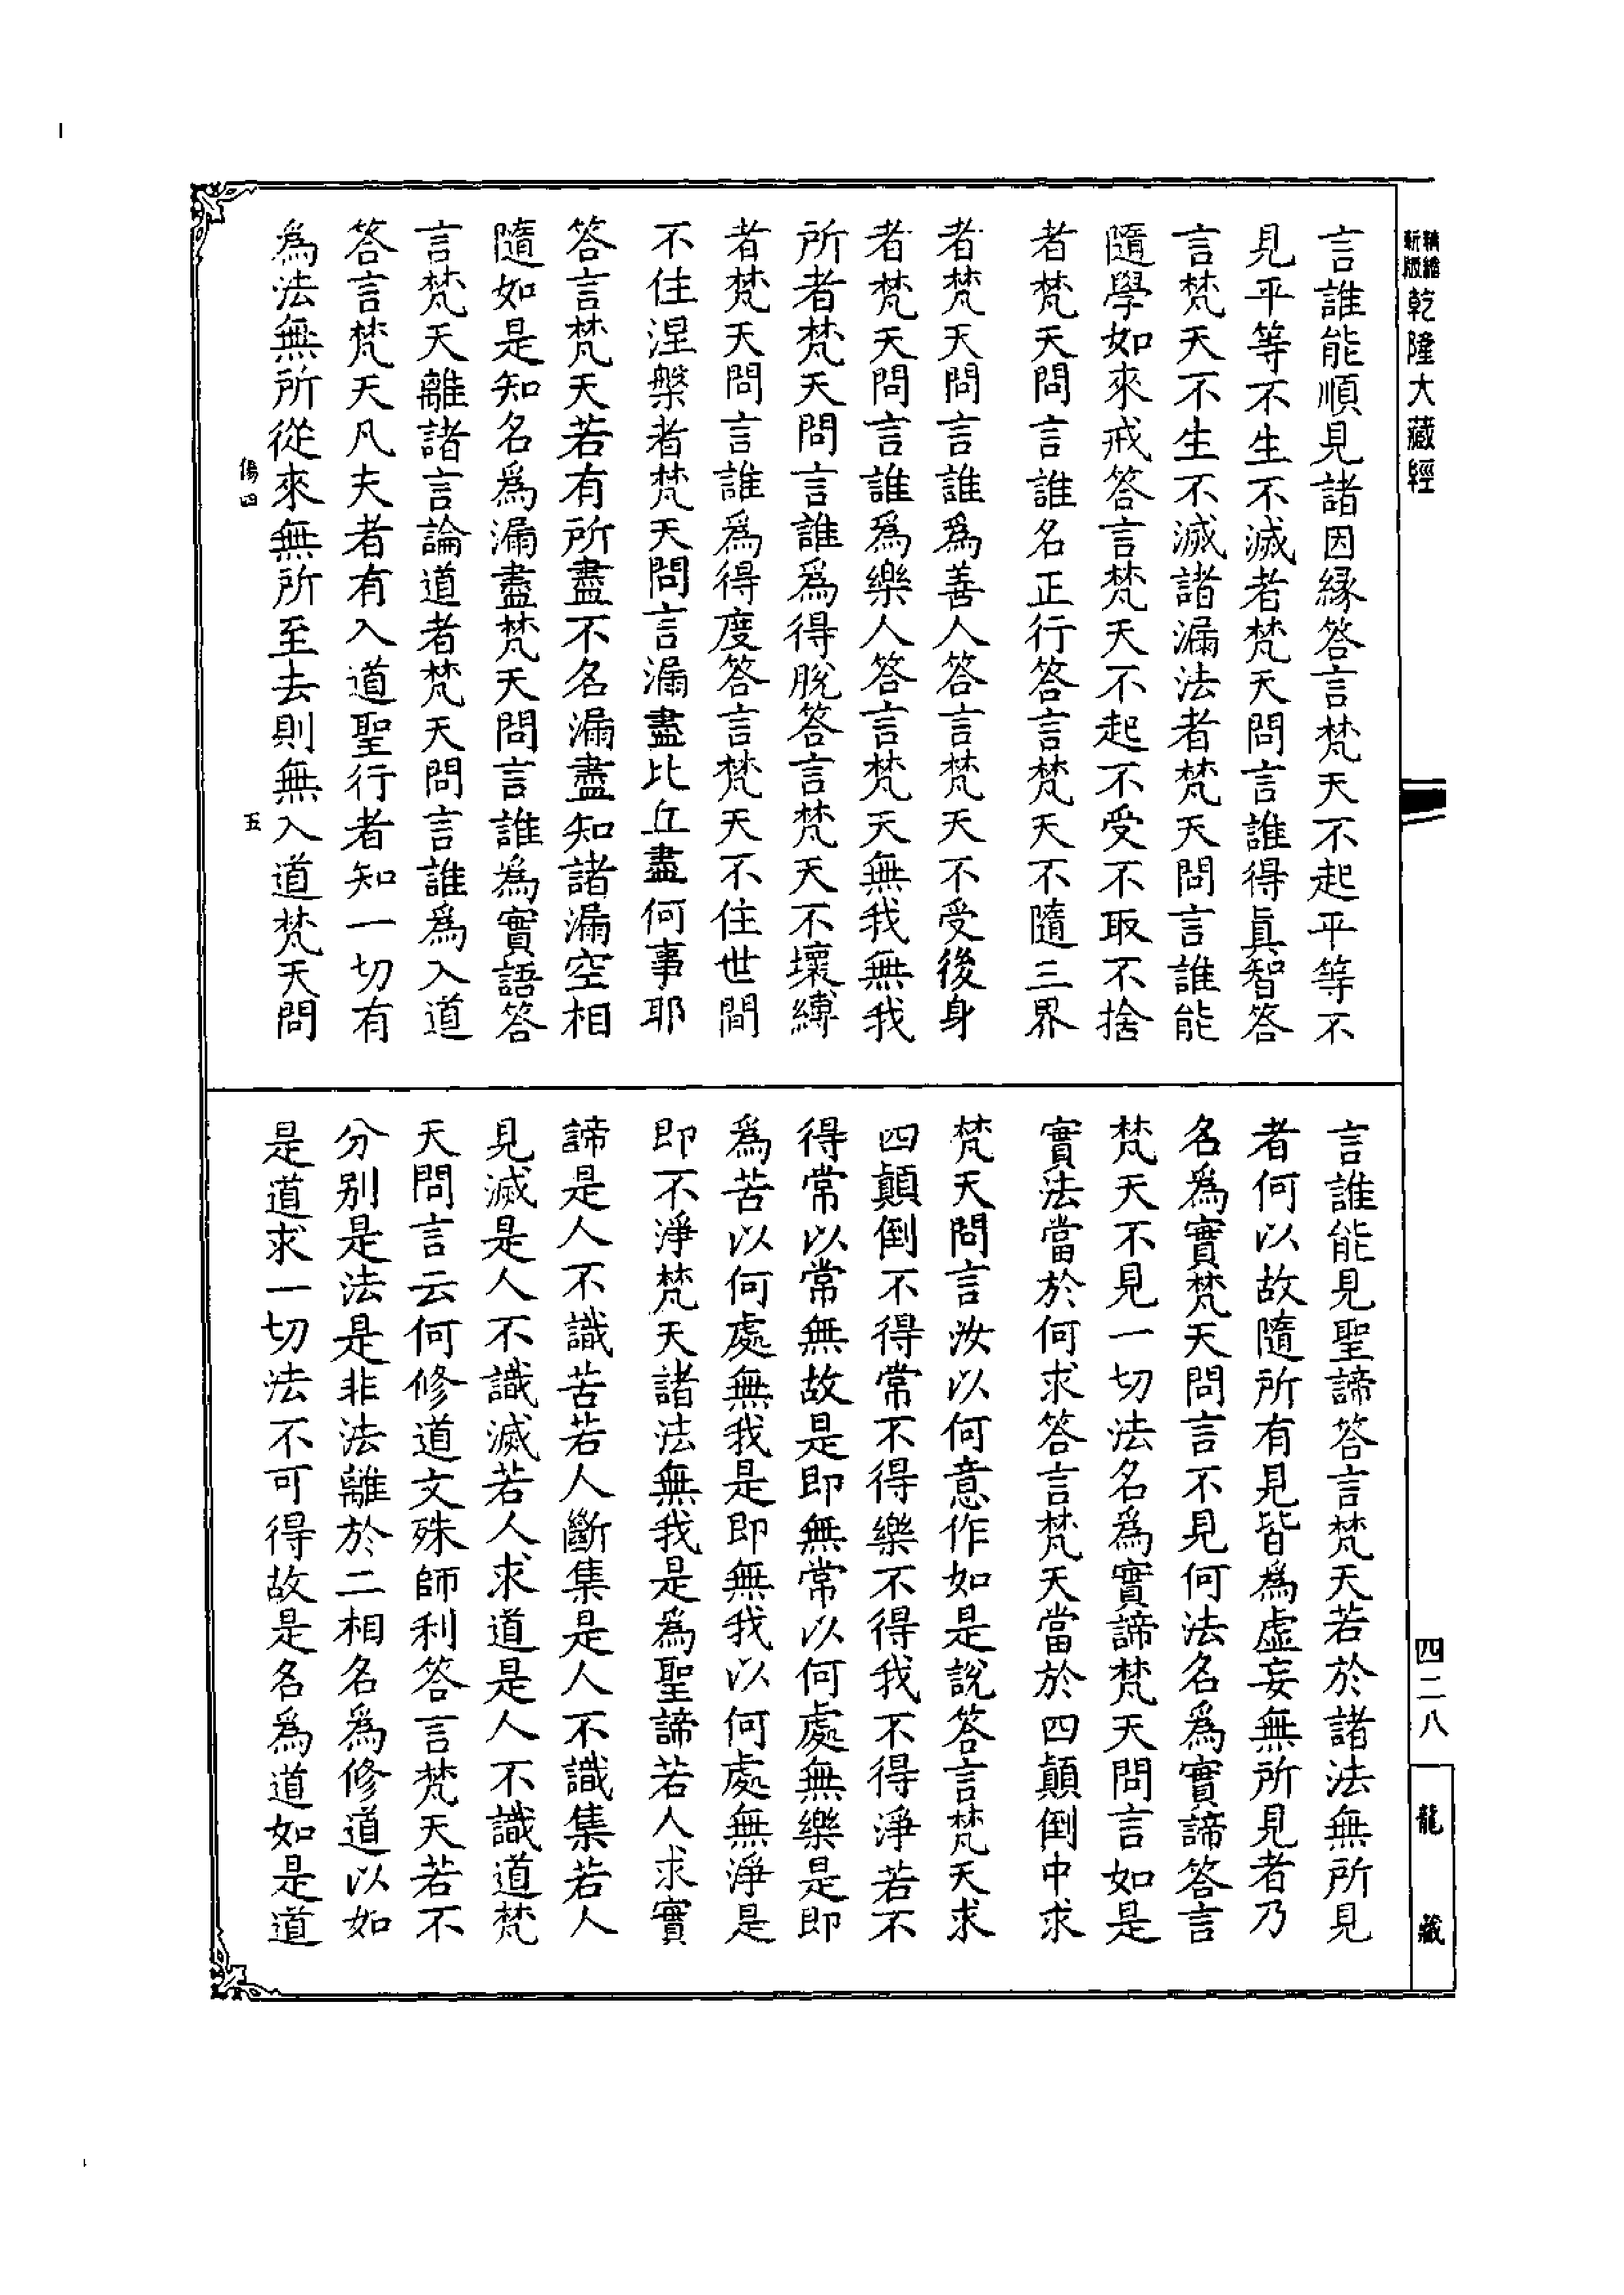 精縮
新版
乾隆大藏經
言誰能順見諸因緣答言梵天不起平等不
見平等不生不滅者梵天問言誰得真智答
言梵天不生不滅諸漏法者梵天問言誰能
隨學如來戒答言梵天不起不受不取不捨
者梵天問言誰名正行答言梵天不隨三界
者梵天問言誰為善人答言梵天不受後身
者梵天問言誰為樂人答言梵天無我無我
所者梵天問言誰為得脫答言梵天不壞縛
者梵天問言誰為得度答言梵天不住世間
不住涅槃者梵天問言漏盡比丘盡何事耶
答言梵天若有所盡不名漏盡知諸漏空相
隨如是知名為漏盡梵天問言誰為實語答
言梵天離諸言論道者梵天問言誰為入道
答言梵天凡夫者有入道聖行者知一切有
為法無所從來無所至去則無入道梵天問
傷四
五
言誰能見聖諦答言梵天若於諸法無所見
者何以故隨所有見皆為虛妄無所見者乃
名為實梵天問言不見何法名為實諦答言
梵天不見一切法名為實諦梵天問言如是
實法當於何求答言梵天當於四顛倒中求
梵天問言汝以何意作如是說答言梵天求
四顛倒不得常不得樂不得我不得淨若不
得常以常無故是即無常以何處無樂是即
為苦以何處無我是即無我以何處無淨是
即不淨梵天諸法無我是為聖諦若人求實
諦是人不識苦若人斷集是人不識集若人
見滅是人不識滅若人求道是人不識道梵
天問言云何修道文殊師利答言梵天若不
分別是法是非法離於二相名為修道以如
是道求一切法不可得故是名為道如是道
四二八
龍藏